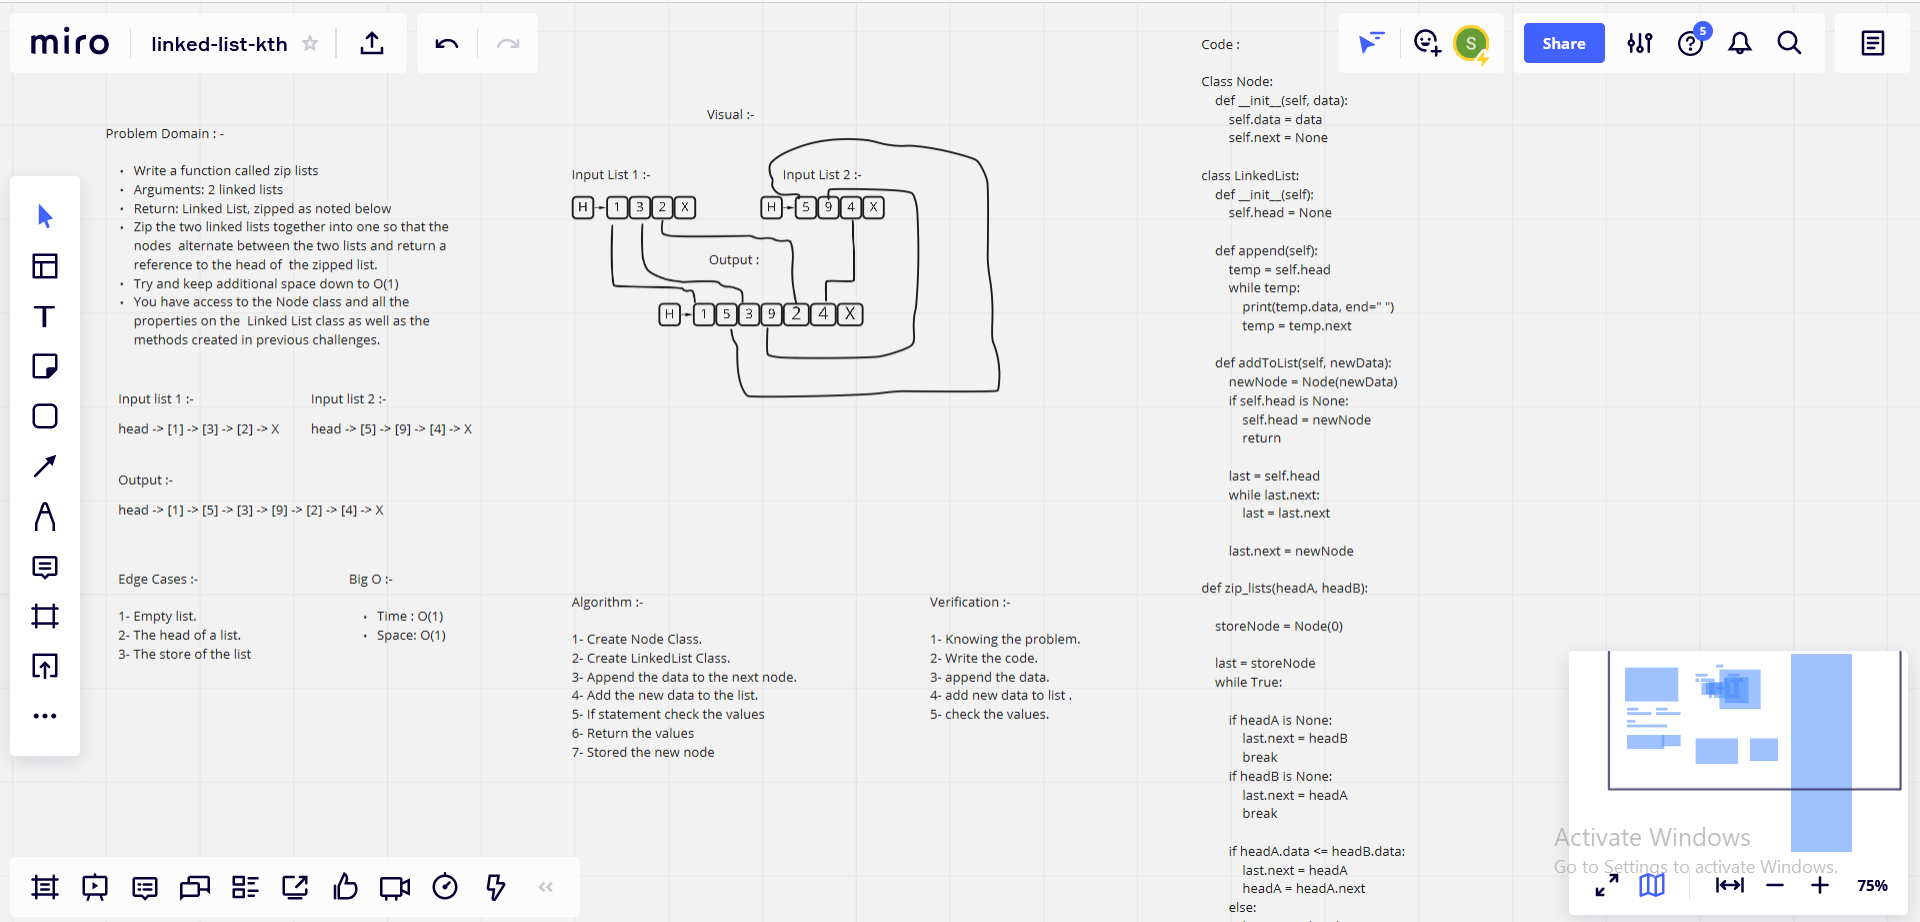 miro
linked-list-kth
S
Share
5
Problem Domain : -
• Write a function called zip lists
• Arguments: 2 linked lists
• Return: Linked List, zipped as noted below
• Zip the two linked lists together into one so that the
nodes alternate between the two lists and return a
reference to the head of the zipped list.
• Try and keep additional space down to O(1)
• You have access to the Node class and all the
properties on the Linked List class as well as the
methods created in previous challenges.
Input list 1 :-
Input list 2 :-
head -> [1] -> [3] -> [2] -> X
head -> [5] -> [9] -> [4] -> X
Output :-
head -> [1] -> [5] -> [3] -> [9] -> [2] -> [4] -> X
Edge Cases :-
1- Empty list.
2- The head of a list.
3- The store of the list
Big O :-
• Time : O(1)
• Space: O(1)
Visual :-
Input List 1 :-
Input List 2 :-
H 1 3 2 X
H 5 9 4 X
Output :
H 1 5 3 9 2 4 X
Algorithm :-
1- Create Node Class.
2- Create LinkedList Class.
3- Append the data to the next node.
4- Add the new data to the list.
5- If statement check the values
6- Return the values
7- Stored the new node
Verification :-
1- Knowing the problem.
2- Write the code.
3- append the data.
4- add new data to list .
5- check the values.
Code :
Class Node:
def __init__(self, data):
self.data = data
self.next = None
class LinkedList:
def __init__(self):
self.head = None
def append(self):
temp = self.head
while temp:
print(temp.data, end=" ")
temp = temp.next
def addToList(self, newData):
newNode = Node(newData)
if self.head is None:
self.head = newNode
return
last = self.head
while last.next:
last = last.next
last.next = newNode
def zip_lists(headA, headB):
storeNode = Node(0)
last = storeNode
while True:
if headA is None:
last.next = headB
break
if headB is None:
last.next = headA
break
if headA.data <= headB.data:
last.next = headA
headA = headA.next
else:
Activate Windows
Go to Settings to activate Windows.
75%